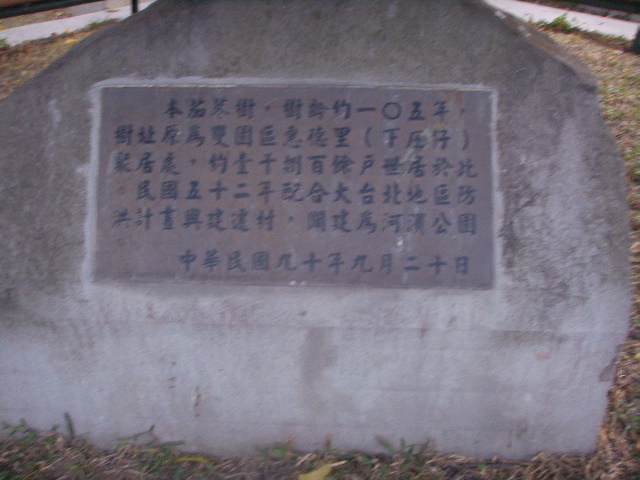 本茄苳樹，樹齡約一〇五年，
樹址原為雙園區惠德里（下庄仔）
聚居處，約壹千捌百餘戶世居於此
。民國五十二年配合大台北地區防
洪計畫興建遷村，闢建為河濱公園
中華民國九十年九月二十日